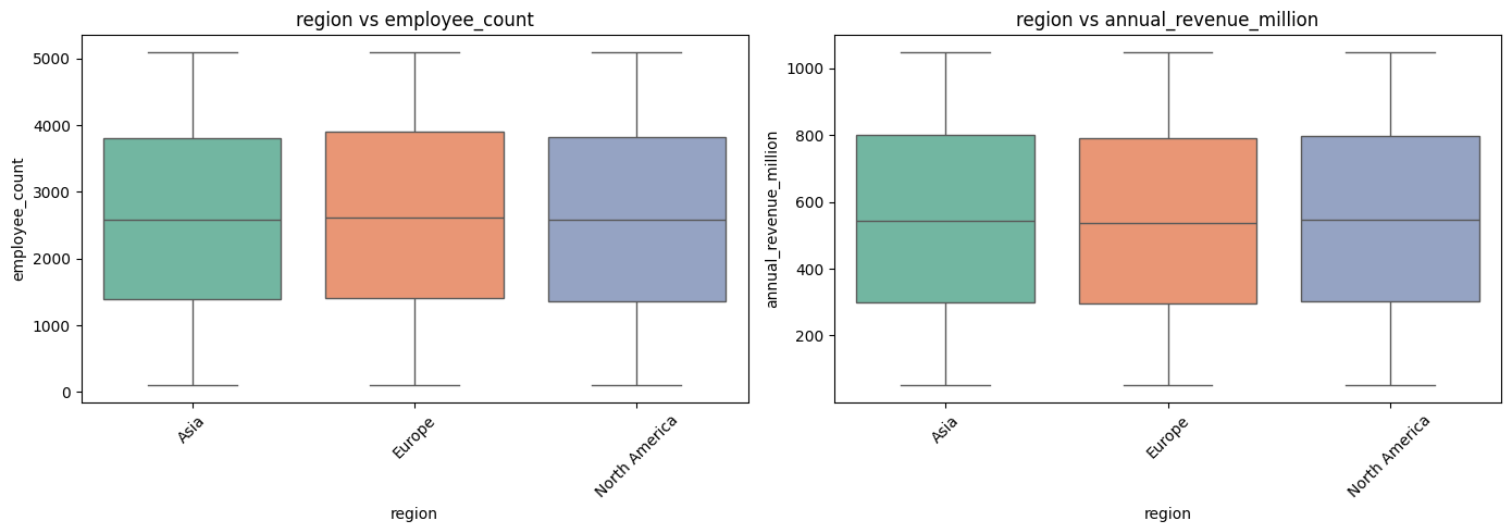 region vs employee_count
5000
4000
3000
2000
1000
0
employee_count
Asia
Europe
North America
region
region vs annual_revenue_million
1000
800
600
400
200
annual_revenue_million
Asia
Europe
North America
region